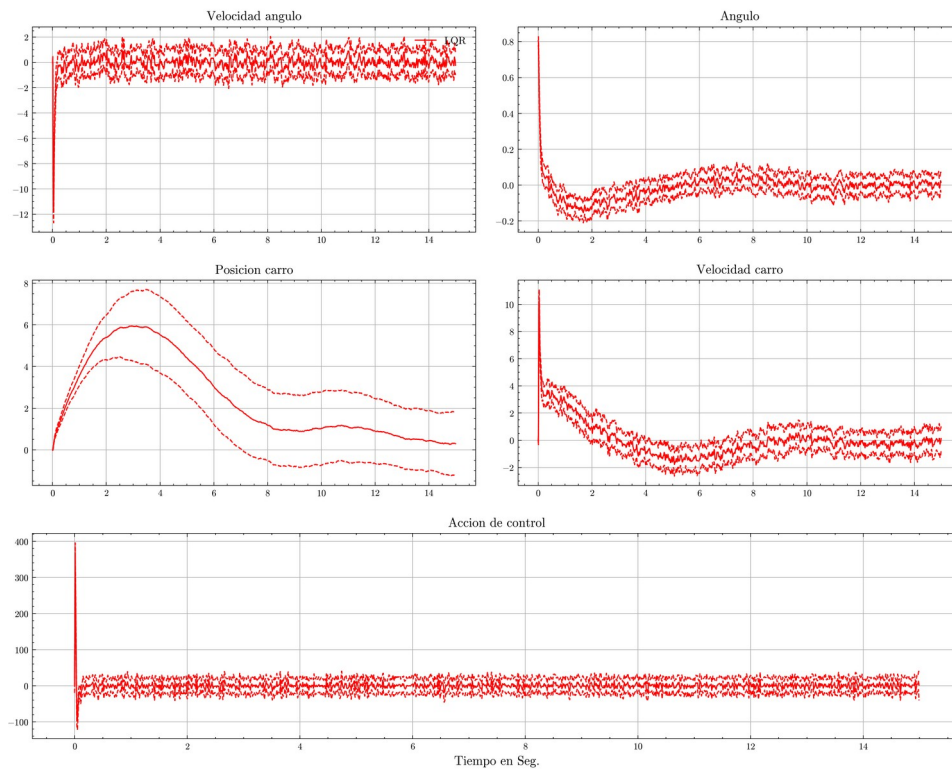 Velocidad angulo
Angulo
2
0
−2
−4
−6
−8
−10
−12
LQR
0 2 4 6 8 10 12 14
0.8
0.6
0.4
0.2
0.0
−0.2
0 2 4 6 8 10 12 14
Posicion carro
Velocidad carro
8
6
4
2
0
0 2 4 6 8 10 12 14
10
8
6
4
2
0
−2
0 2 4 6 8 10 12 14
Accion de control
400
300
200
100
0
−100
0 2 4 6 8 10 12 14
Tiempo en Seg.